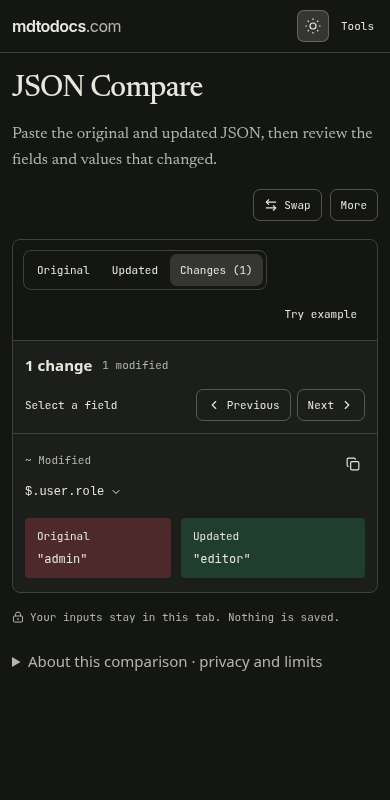 mdtodocs.com
Tools
JSON Compare
Paste the original and updated JSON, then review the
fields and values that changed.
Swap
More
Original
Updated
Changes (1)
Try example
1 change 1 modified
Select a field
Previous
Next
~ Modified
$.user.role
Original
"admin"
Updated
"editor"
Your inputs stay in this tab. Nothing is saved.
About this comparison · privacy and limits